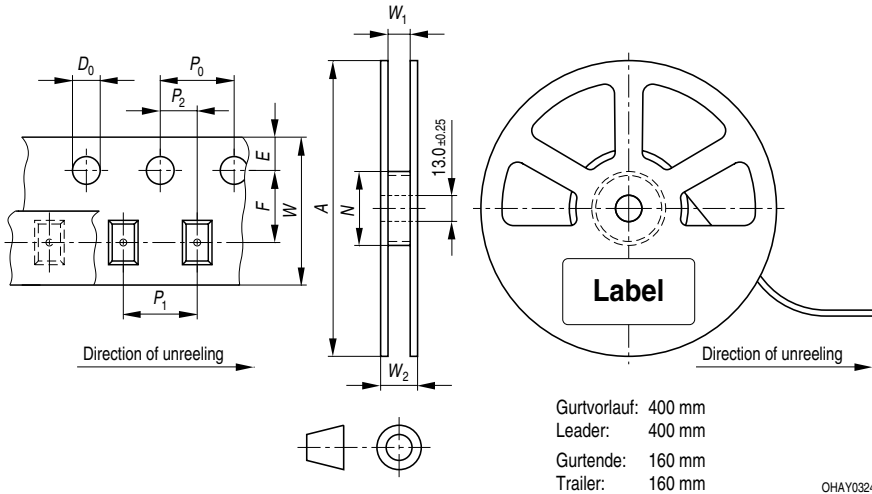 W1
D0
P0
P2
E
F
W
A
N
13.0 ±0.25
P1
Label
Direction of unreeling
W2
Direction of unreeling
Gurtvorlauf: 400 mm
Leader: 400 mm
Gurtende: 160 mm
Trailer: 160 mm
OHAY0324